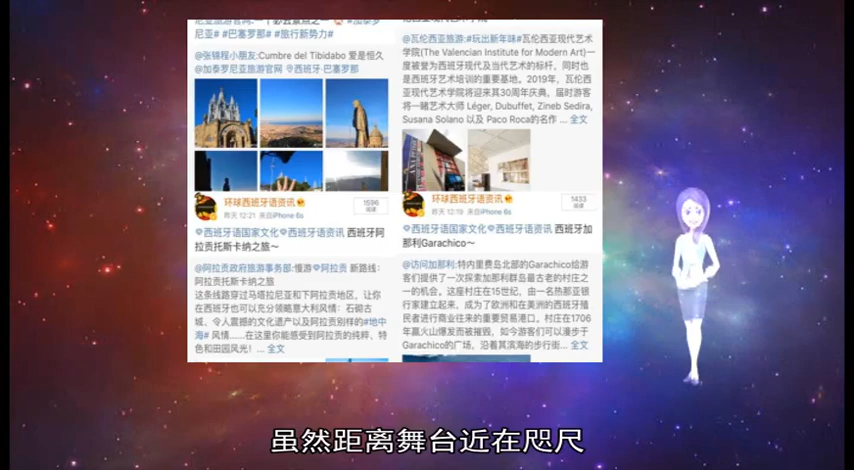 尼亚旅游官网:一个必去景点之一
#加泰罗
尼亚# #巴塞罗那# #旅行新势力#
@张锦程小朋友:Cumbre del Tibidabo 爱是恒久
@加泰罗尼亚旅游官网 西班牙·巴塞罗那
环球西班牙语资讯
1596
阅读
昨天 12:21 来自iPhone 6s
西班牙语国家文化 西班牙语资讯 西班牙阿
拉贡托斯卡纳之旅～
@阿拉贡政府旅游事务部:慢游 阿拉贡 新路线：
阿拉贡托斯卡纳之旅
这条线路穿过马塔拉尼亚和下阿拉贡地区，让你
在西班牙也可以充分领略意大利风情：石砌古
城、令人震撼的文化遗产以及阿拉贡别样的#地中
海# 风情......在这里你能感受到阿拉贡的纯粹、特
色和田园风光！... 全文
@瓦伦西亚旅游:#玩出新年味#瓦伦西亚现代艺术
学院(The Valencian Institute for Modern Art)一
度被誉为西班牙现代及当代艺术的标杆，同时也
是西班牙艺术培训的重要基地。2019年，瓦伦西
亚现代艺术学院将迎来其30周年庆典，届时游客
将一睹艺术大师 Léger, Dubuffet, Zineb Sedira,
Susana Solano 以及 Paco Roca的名作 ... 全文
环球西班牙语资讯
1433
阅读
昨天 12:19 来自iPhone 6s
西班牙语国家文化 西班牙语资讯 西班牙加
那利Garachico～
@访问加那利:特内里费岛北部的Garachico给游
客们提供了一次探索加那利群岛最古老的村庄之
一的机会。这座村庄在15世纪，由一名热那亚银
行家建立起来，成为了欧洲和在美洲的西班牙殖
民者进行商业往来的重要贸易港口。村庄在1706
年羸火山爆发而被摧毁，如今游客们可以漫步于
Garachico的广场，沿着其滨海的步行街... 全文
虽然距离舞台近在咫尺